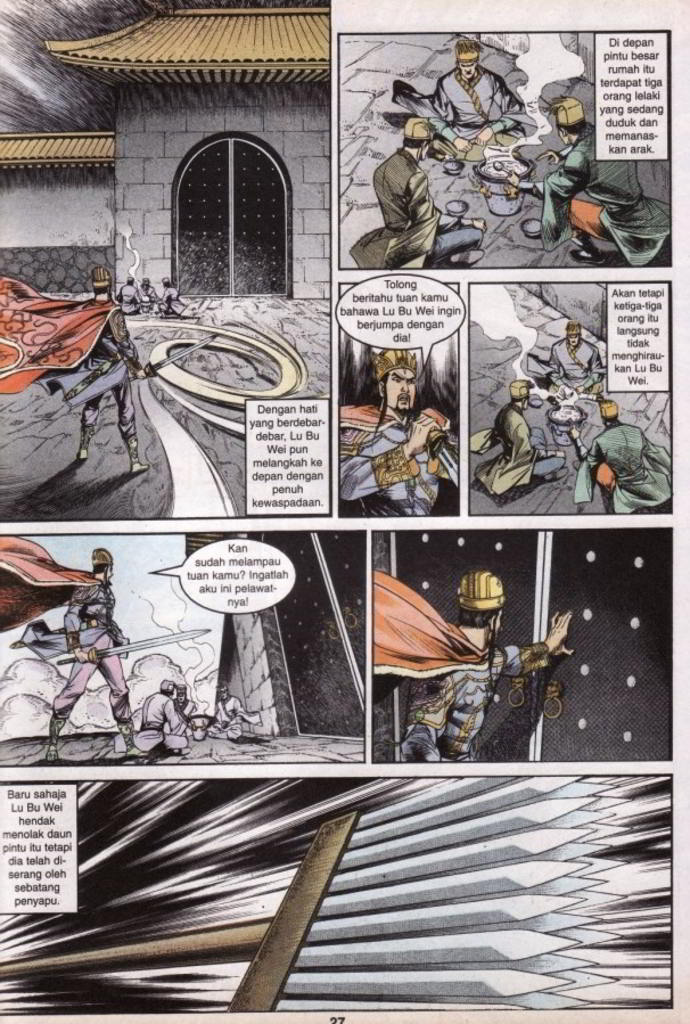 Dengan hati
yang berdebar-
debar, Lu Bu
Wei pun
melangkah ke
depan dengan
penuh
kewaspadaan.
Di depan
pintu besar
rumah itu
terdapat tiga
orang lelaki
yang sedang
duduk dan
memanas-
kan arak.
Tolong
beritahu tuan kamu
bahawa Lu Bu Wei ingin
berjumpa dengan
dia!
Akan tetapi
ketiga-tiga
orang itu
langsung
tidak
menghirau-
kan Lu Bu
Wei.
Kan
sudah melampau
tuan kamu? Ingatlah
aku ini pelawat-
nya!
Baru sahaja
Lu Bu Wei
hendak
menolak daun
pintu itu tetapi
dia telah di-
serang oleh
sebatang
penyapu.
27